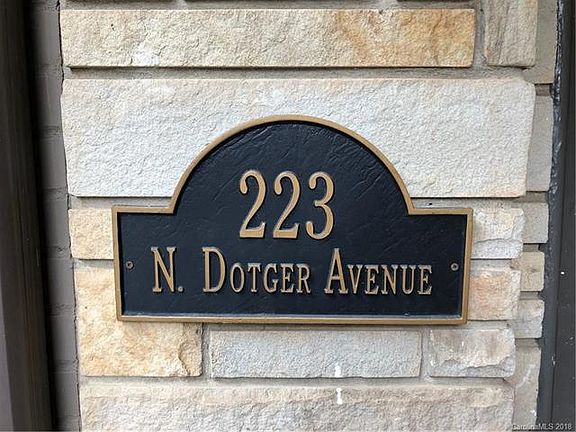 223
N. DOTGER AVENUE
CarolinaMLS 2018